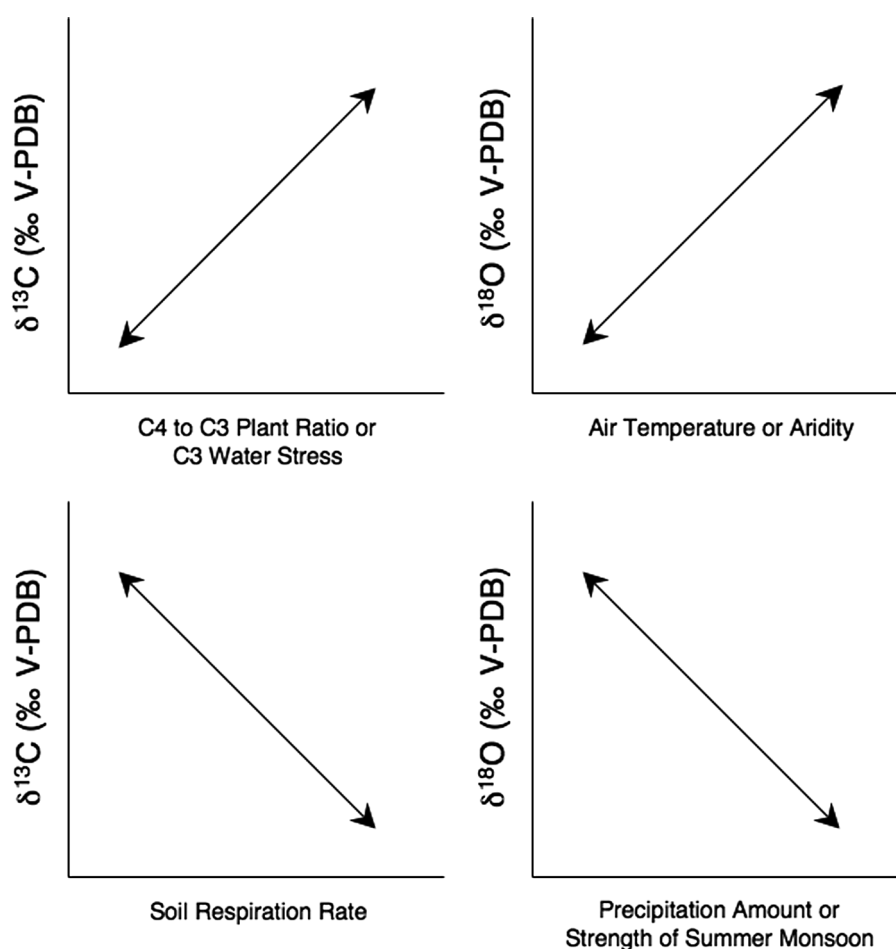 δ¹³C (‰ V-PDB)
C4 to C3 Plant Ratio or
C3 Water Stress
δ¹⁸O (‰ V-PDB)
Air Temperature or Aridity
δ¹³C (‰ V-PDB)
Soil Respiration Rate
δ¹⁸O (‰ V-PDB)
Precipitation Amount or
Strength of Summer Monsoon